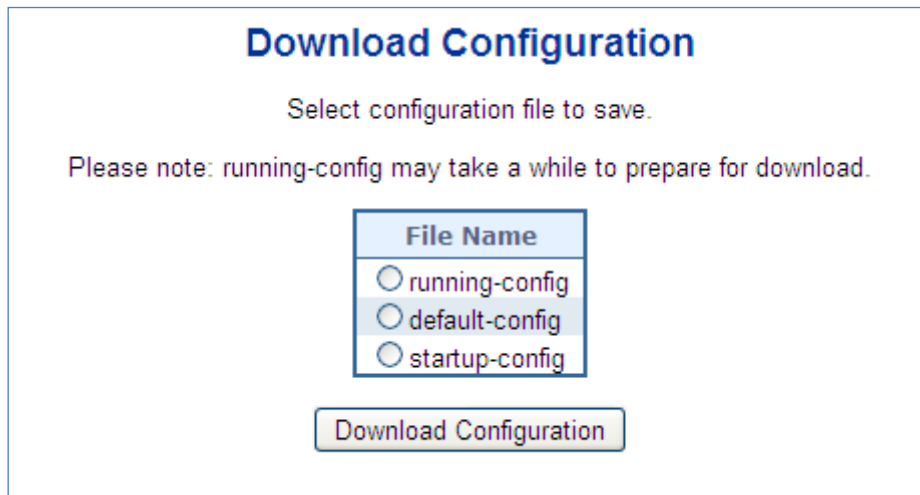 Download Configuration
Select configuration file to save.
Please note: running-config may take a while to prepare for download.
File Name
running-config
default-config
startup-config
Download Configuration